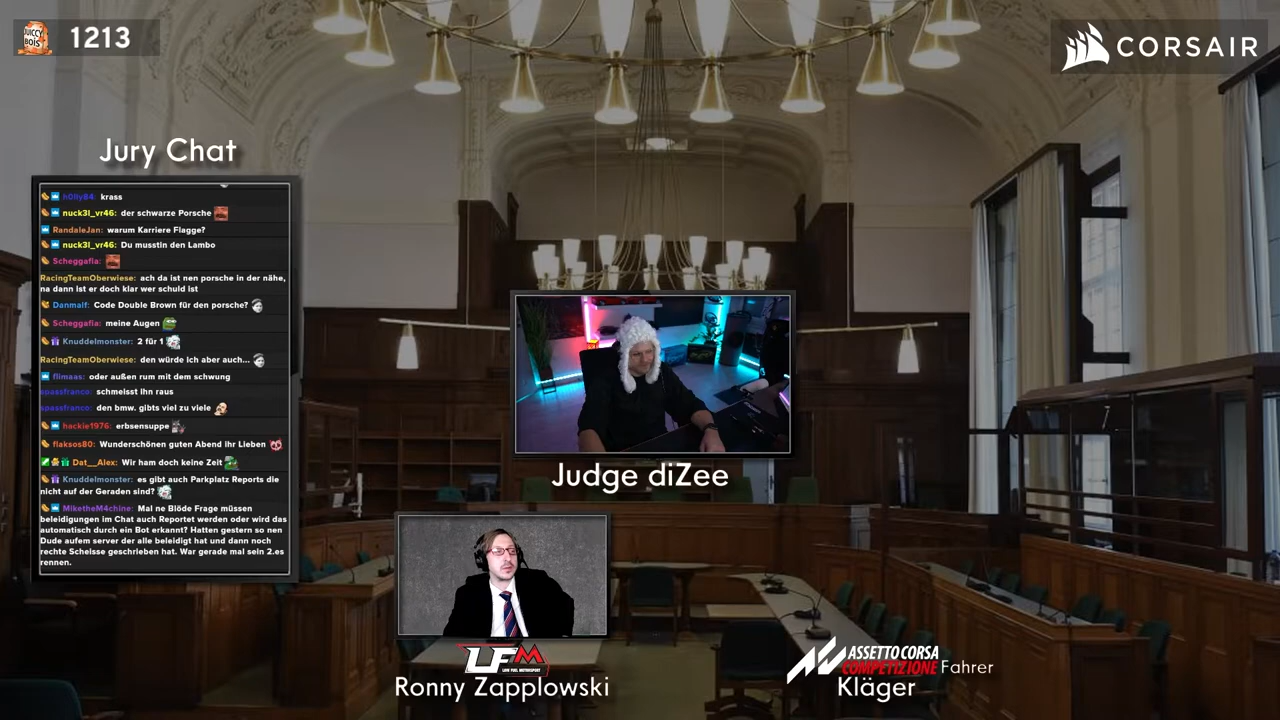 JUICCY
BOIS
1213
CORSAIR
Jury Chat
h0lly84: krass
nuck3l_vr46: der schwarze Porsche
RandaleJan: warum Karriere Flagge?
nuck3l_vr46: Du musstin den Lambo
Scheggafia:
RacingTeamOberwiese: ach da ist nen porsche in der nähe,
na dann ist er doch klar wer schuld ist
Danmalf: Code Double Brown für den porsche?
Scheggafia: meine Augen
Knuddelmonster: 2 für 1
RacingTeamOberwiese: den würde ich aber auch...
flimaas: oder außen rum mit dem schwung
spassfranco: schmeisst ihn raus
spassfranco: den bmw. gibts viel zu viele
hackie1976: erbsensuppe
flaksos80: Wunderschönen guten Abend ihr Lieben
Dat__Alex: Wir ham doch keine Zeit
Knuddelmonster: es gibt auch Parkplatz Reports die
nicht auf der Geraden sind?
MiketheM4chine: Mal ne Blöde Frage müssen
beleidigungen im Chat auch Reportet werden oder wird das
automatisch durch ein Bot erkannt? Hatten gestern so nen
Dude aufem server der alle beleidigt hat und dann noch
rechte Scheisse geschrieben hat. War gerade mal sein 2.es
rennen.
Judge diZee
LFM
LOW FUEL MOTORSPORT
Ronny Zapplowski
ASSETTO CORSA
COMPETIZIONE Fahrer
Kläger